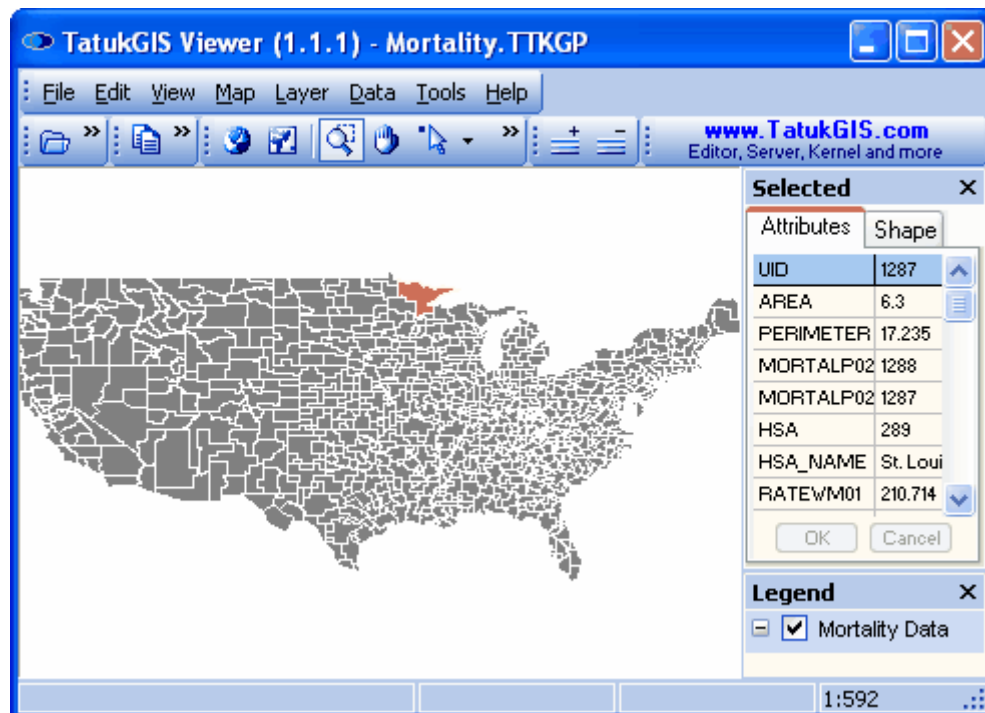 TatukGIS Viewer (1.1.1) - Mortality.TTKGP
File Edit View Map Layer Data Tools Help
www.TatukGIS.com
Editor, Server, Kernel and more
Selected
Attributes Shape
UID 1287
AREA 6.3
PERIMETER 17.235
MORTALP02 1288
MORTALP02 1287
HSA 289
HSA_NAME St. Loui
RATEWM01 210.714
OK Cancel
Legend
Mortality Data
1:592